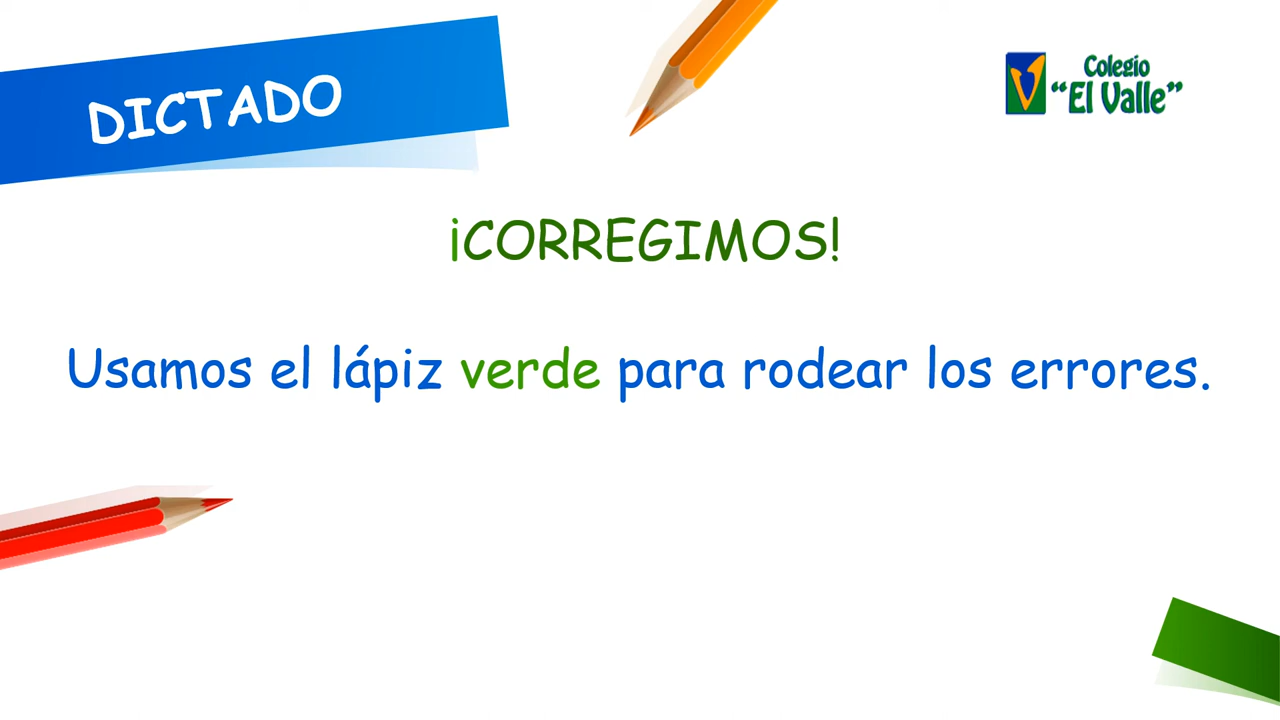 DICTADO
Colegio
“El Valle”
¡CORREGIMOS!
Usamos el lápiz verde para rodear los errores.